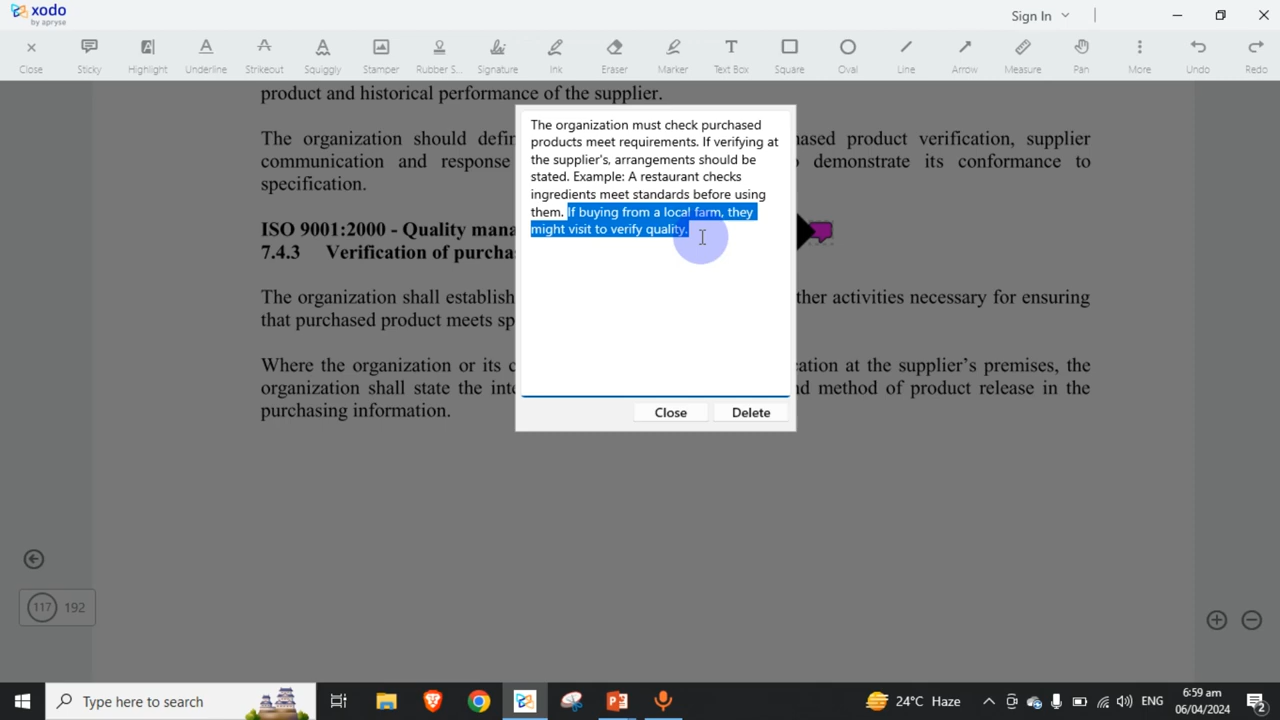 xodo
by apryse
Sign In
Close
Sticky
Highlight
Underline
Strikeout
Squiggly
Stamper
Rubber S...
Signature
Ink
Eraser
Marker
Text Box
Square
Oval
Line
Arrow
Measure
Pan
More
Undo
Redo
product and historical performance of the supplier.
The organization should defin
ased product verification, supplier
communication and response
o demonstrate its conformance to
specification.
ISO 9001:2000 - Quality mana
7.4.3 Verification of purcha
The organization shall establish
ther activities necessary for ensuring
that purchased product meets sp
Where the organization or its c
ation at the supplier's premises, the
organization shall state the inte
d method of product release in the
purchasing information.
The organization must check purchased
products meet requirements. If verifying at
the supplier's, arrangements should be
stated. Example: A restaurant checks
ingredients meet standards before using
them. If buying from a local farm, they
might visit to verify quality.
Close
Delete
117 192
Type here to search
24°C Haze
ENG
6:59 am
06/04/2024
2